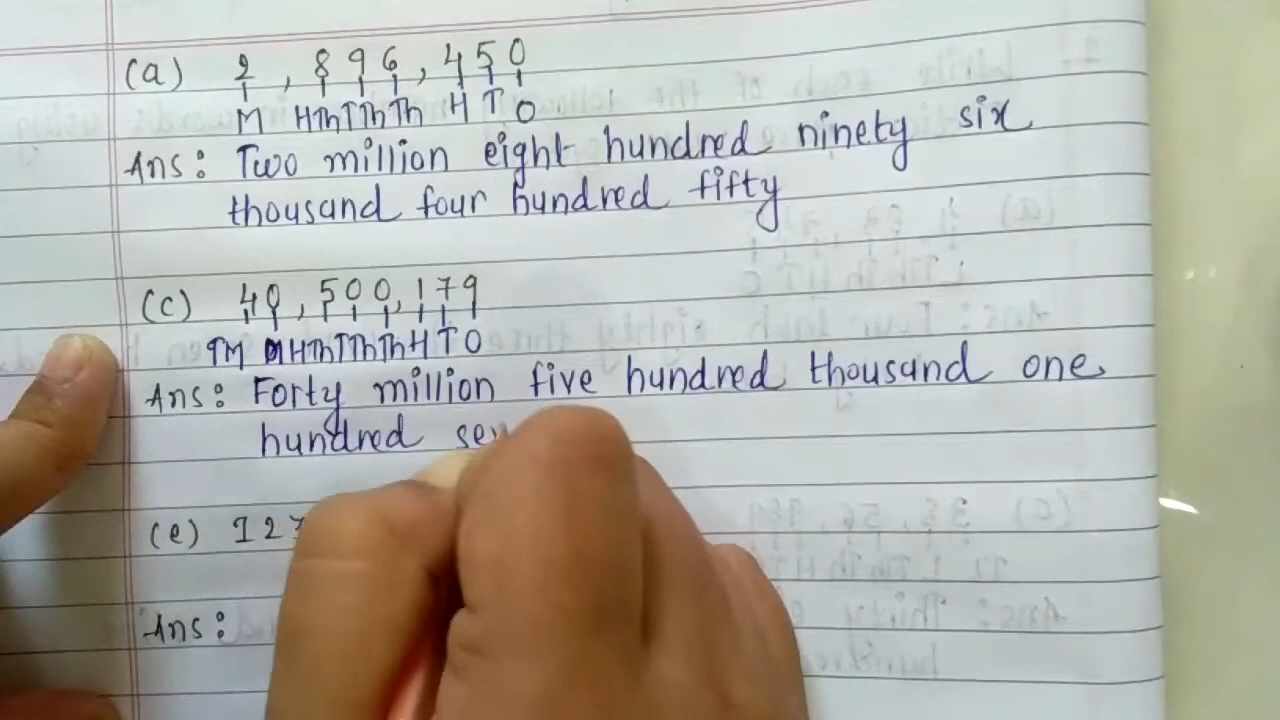 (a) 2, 896, 450
M HTh TTh Th H T O
Ans: Two million eight hundred ninety six
thousand four hundred fifty
(c) 40, 500, 179
TM M HTh TTh Th H T O
Ans: Forty million five hundred thousand one
hundred
(e) 127
Ans: